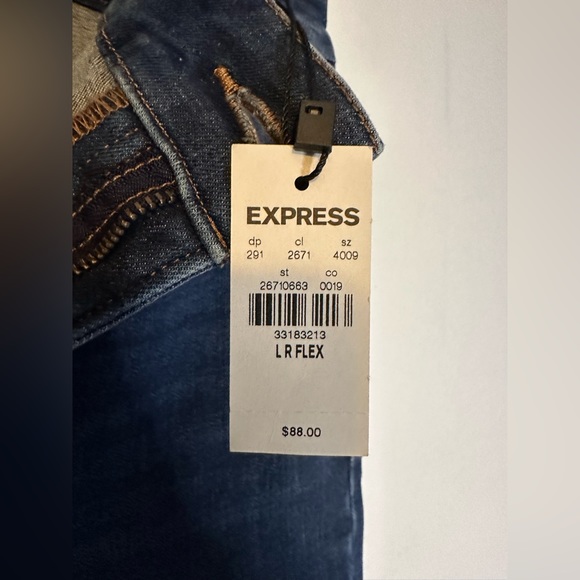 EXPRESS
dp cl sz
291 2671 4009
st co
26710663 0019
33183213
L R FLEX
$88.00